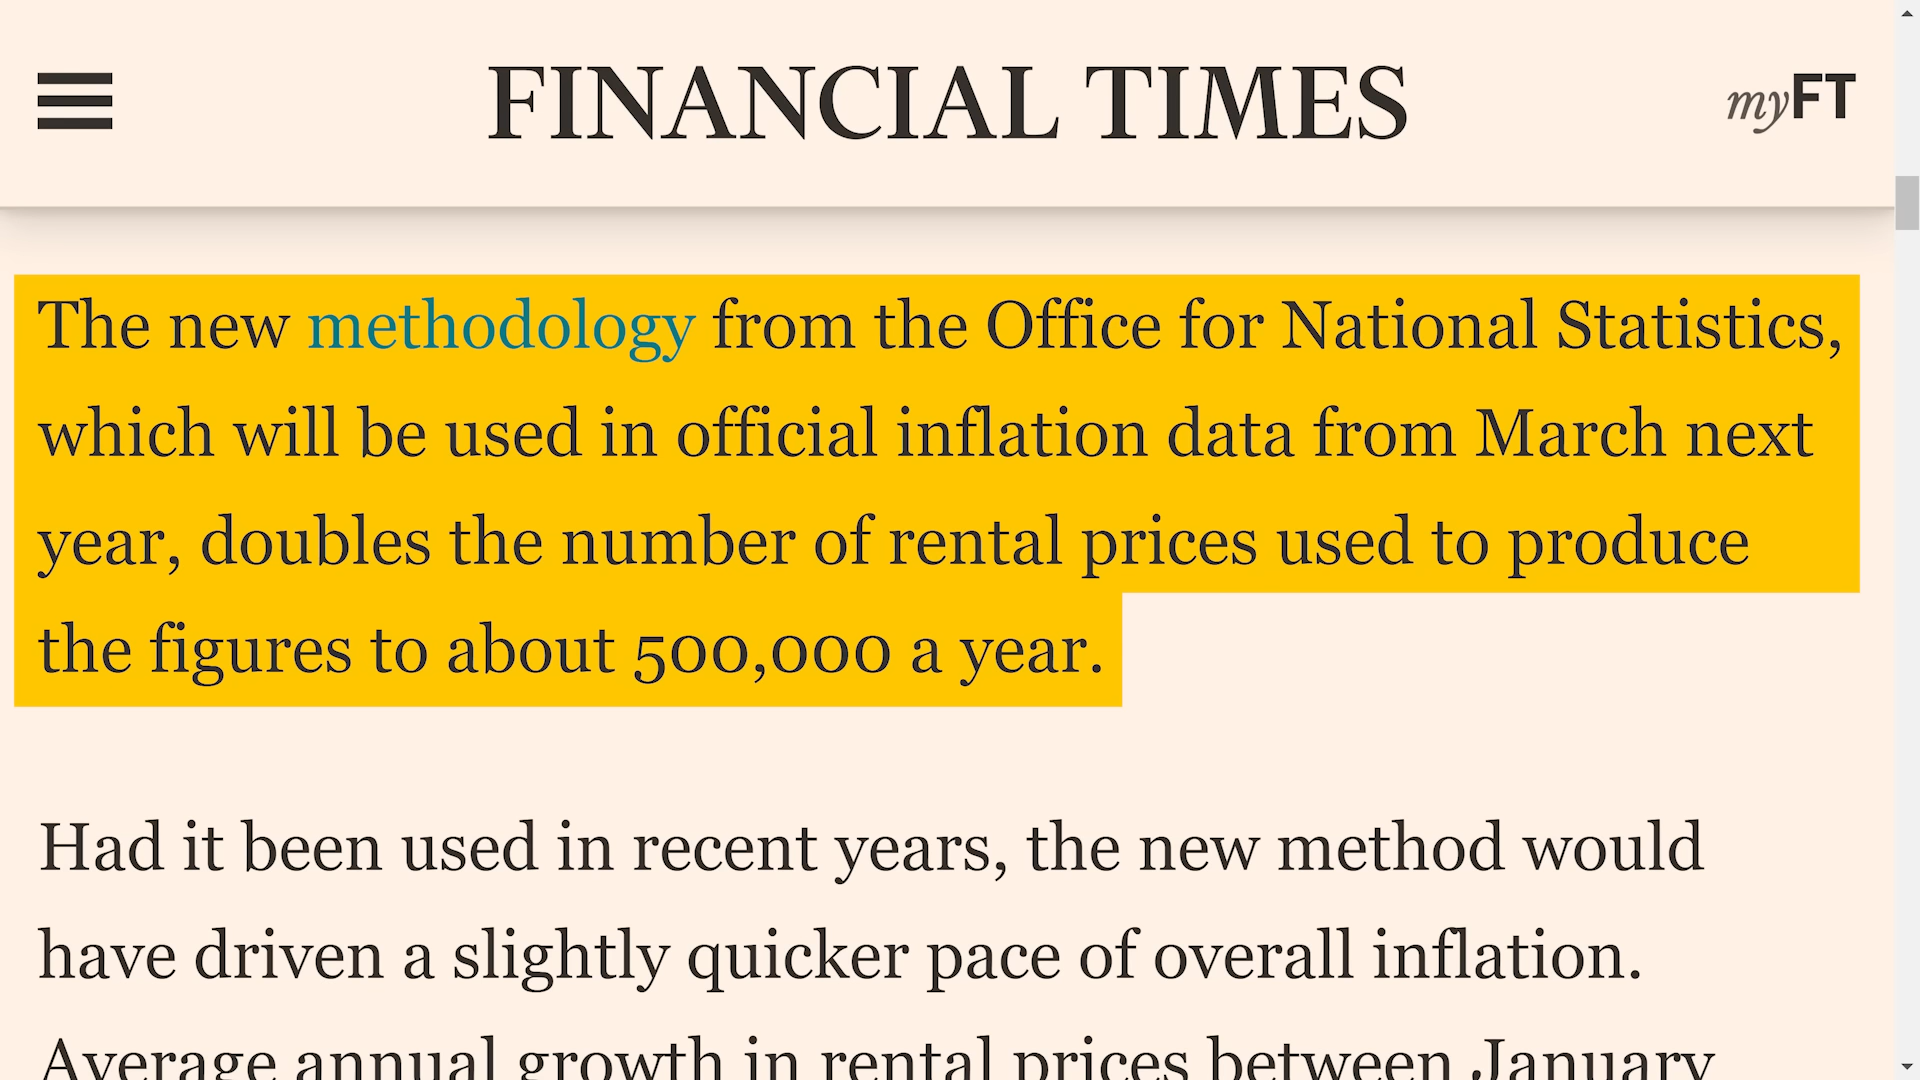 FINANCIAL TIMES
myFT
The new methodology from the Office for National Statistics,
which will be used in official inflation data from March next
year, doubles the number of rental prices used to produce
the figures to about 500,000 a year.
Had it been used in recent years, the new method would
have driven a slightly quicker pace of overall inflation.
Average annual growth in rental prices between January